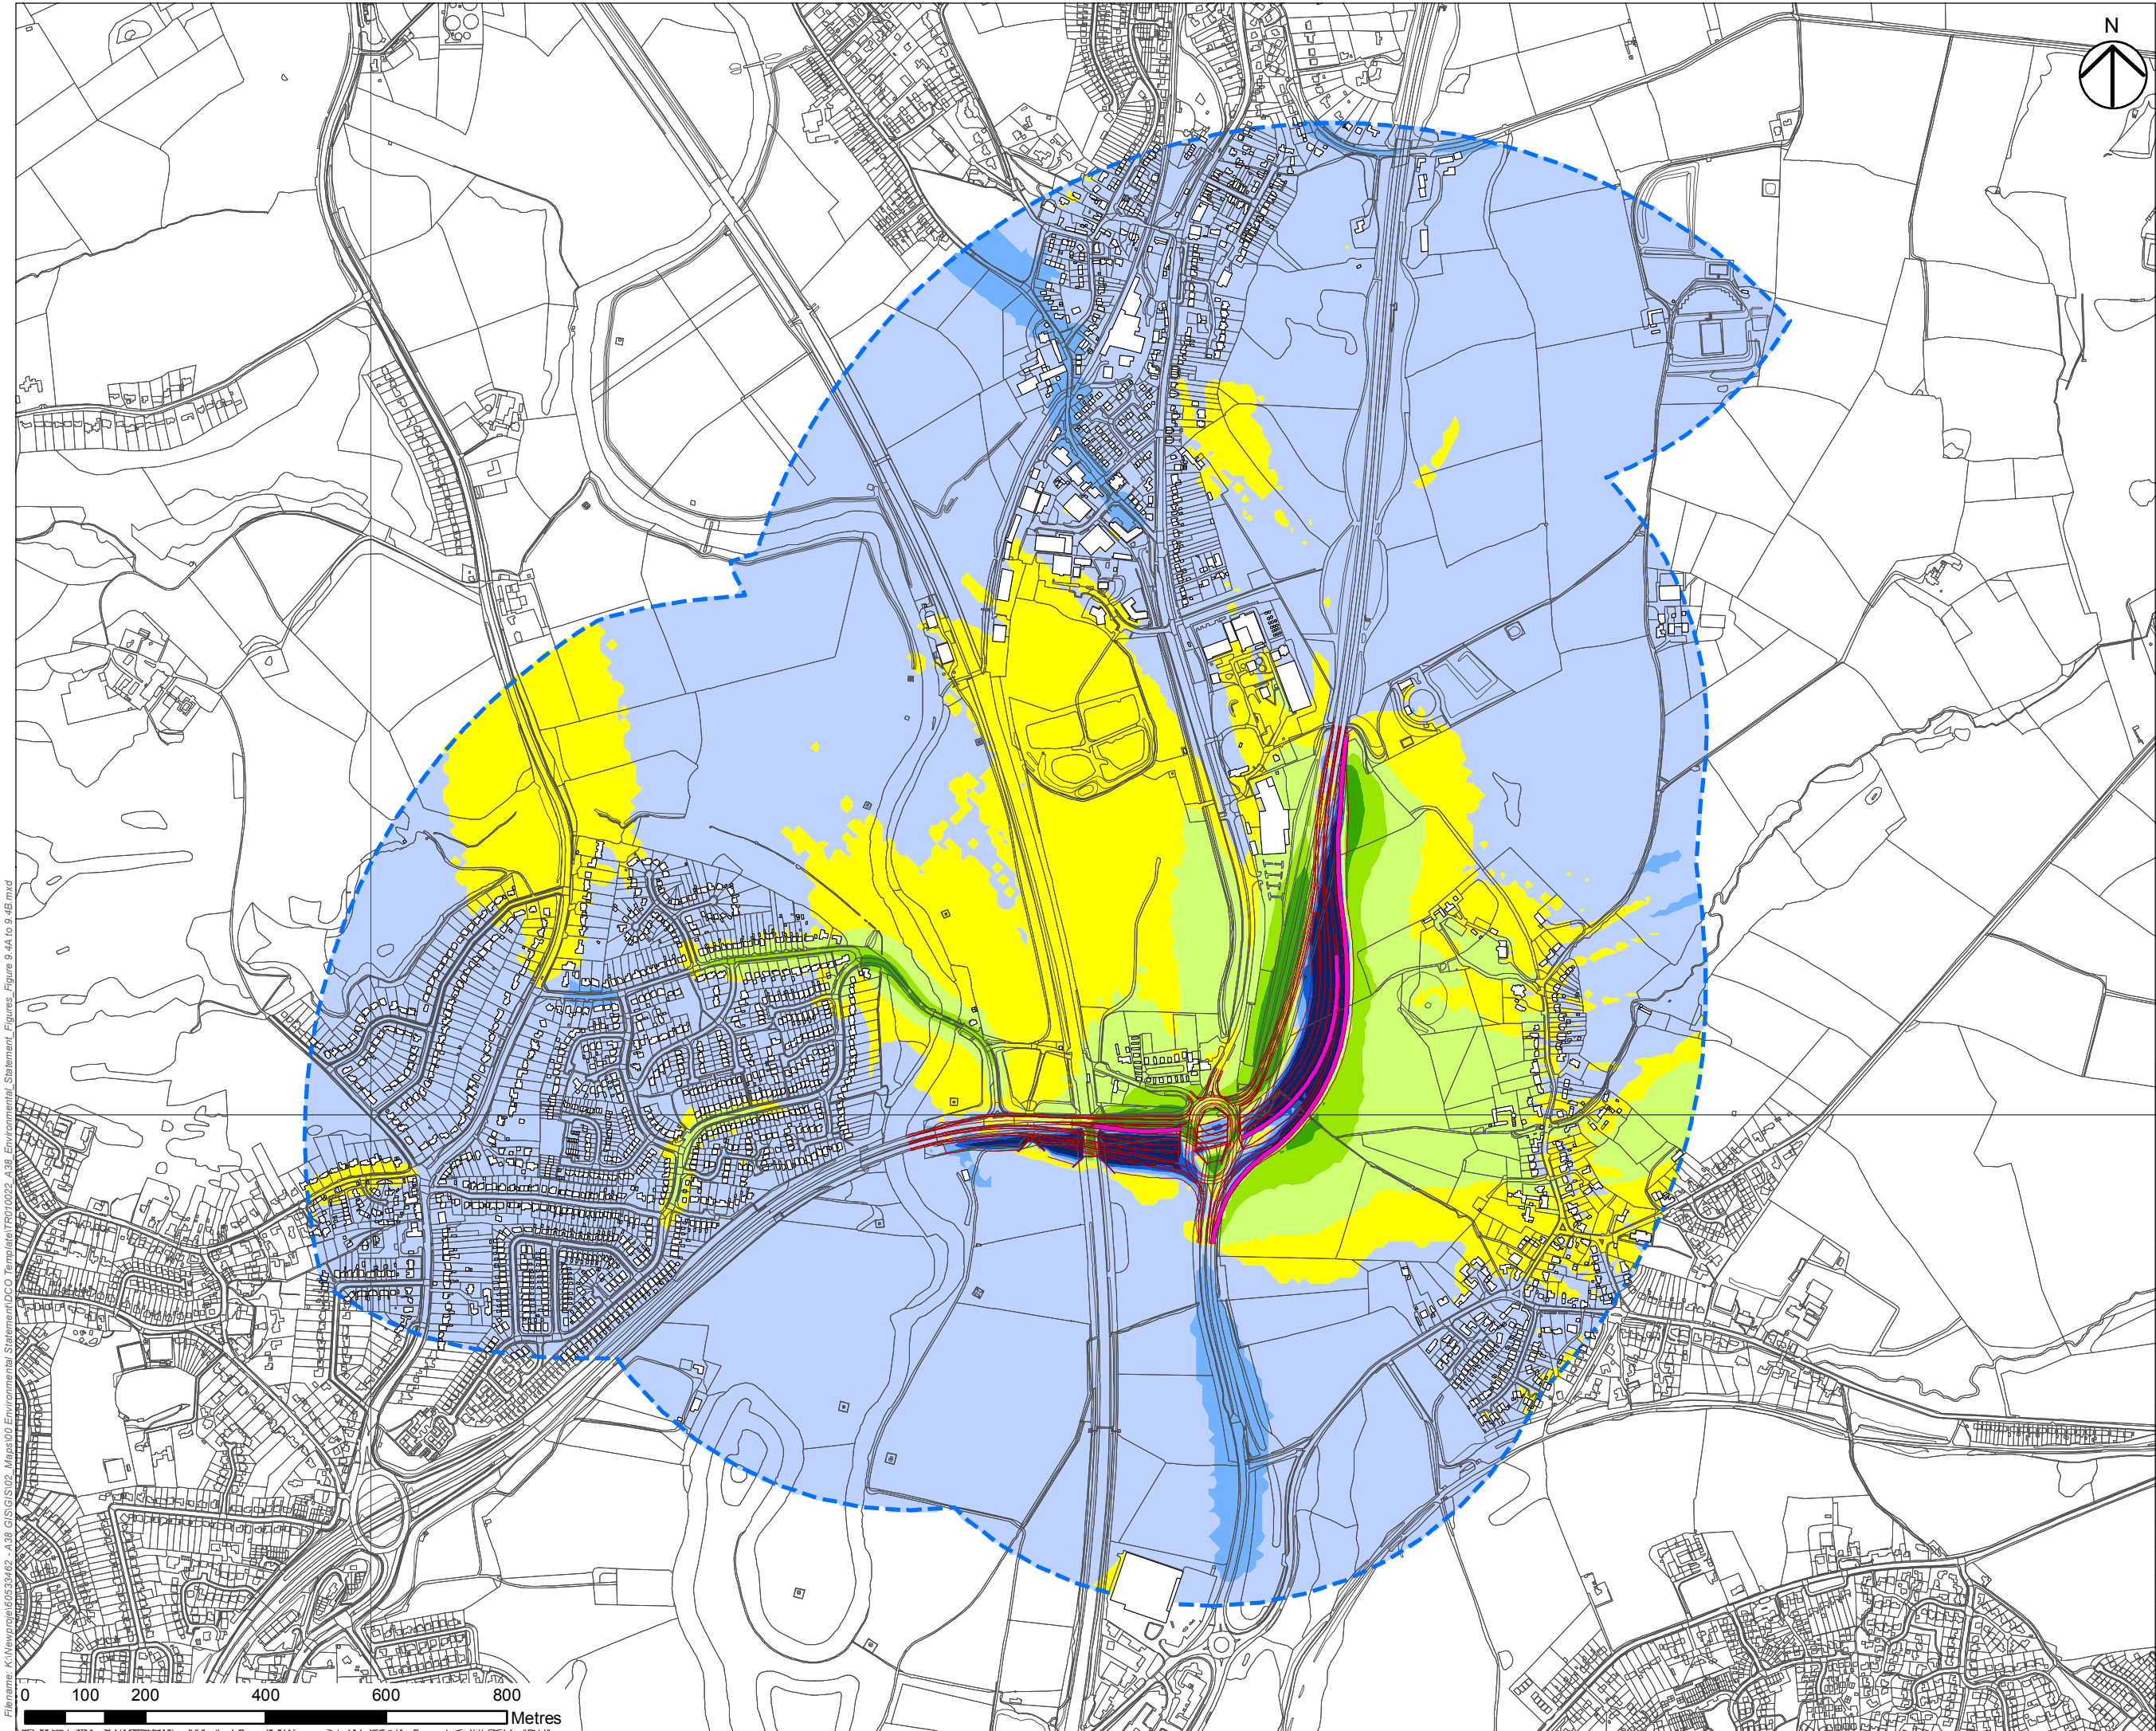 N
Filename: K:\Newproje\60533462 - A38 GIS\GIS\02_Maps\00 Environmental Statement\DCO Template\TR010022_A38_Environmental_Statement_Figures_Figure 9.4A to 9.4B.mxd
0 100 200 400 600 800
Metres